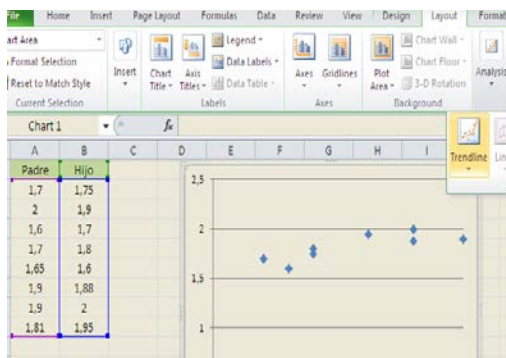 File Home Insert Page Layout Formulas Data Review View Design Layout Format
art Area
Format Selection
Reset to Match Style
Current Selection
Insert
Chart Title
Axis Titles
Legend
Data Labels
Data Table
Labels
Axes
Gridlines
Axes
Plot Area
Chart Wall
Chart Floor
3-D Rotation
Background
Analysis
Trendline
Lin
Chart 1 fx
A B C D E F G H I
Padre Hijo
1,7 1,75
2 1,9
1,6 1,7
1,7 1,8
1,65 1,6
1,9 1,88
1,9 2
1,81 1,95
2,5
2
1,5
1